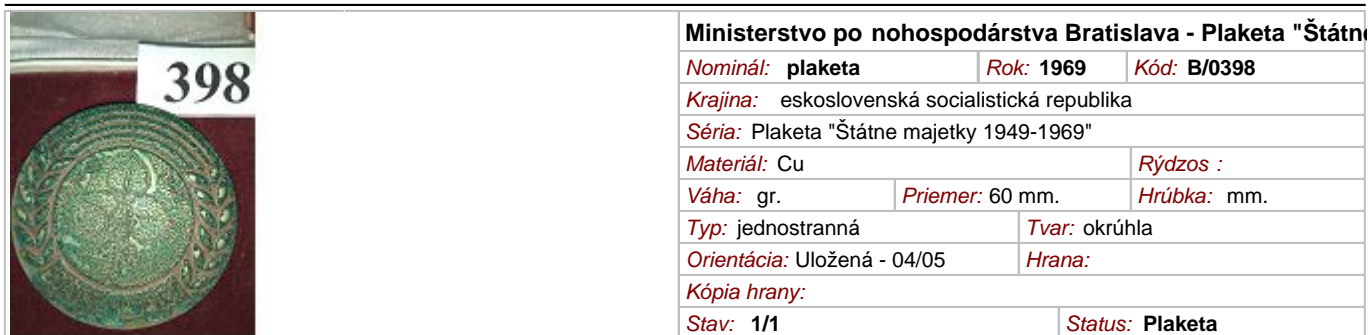 398
Ministerstvo po nohospodárstva Bratislava - Plaketa "Štátne
Nominál: plaketa Rok: 1969 Kód: B/0398
Krajina: eskoslovenská socialistická republika
Séria: Plaketa "Štátne majetky 1949-1969"
Materiál: Cu Rýdzos :
Váha: gr. Priemer: 60 mm. Hrúbka: mm.
Typ: jednostranná Tvar: okrúhla
Orientácia: Uložená - 04/05 Hrana:
Kópia hrany:
Stav: 1/1 Status: Plaketa